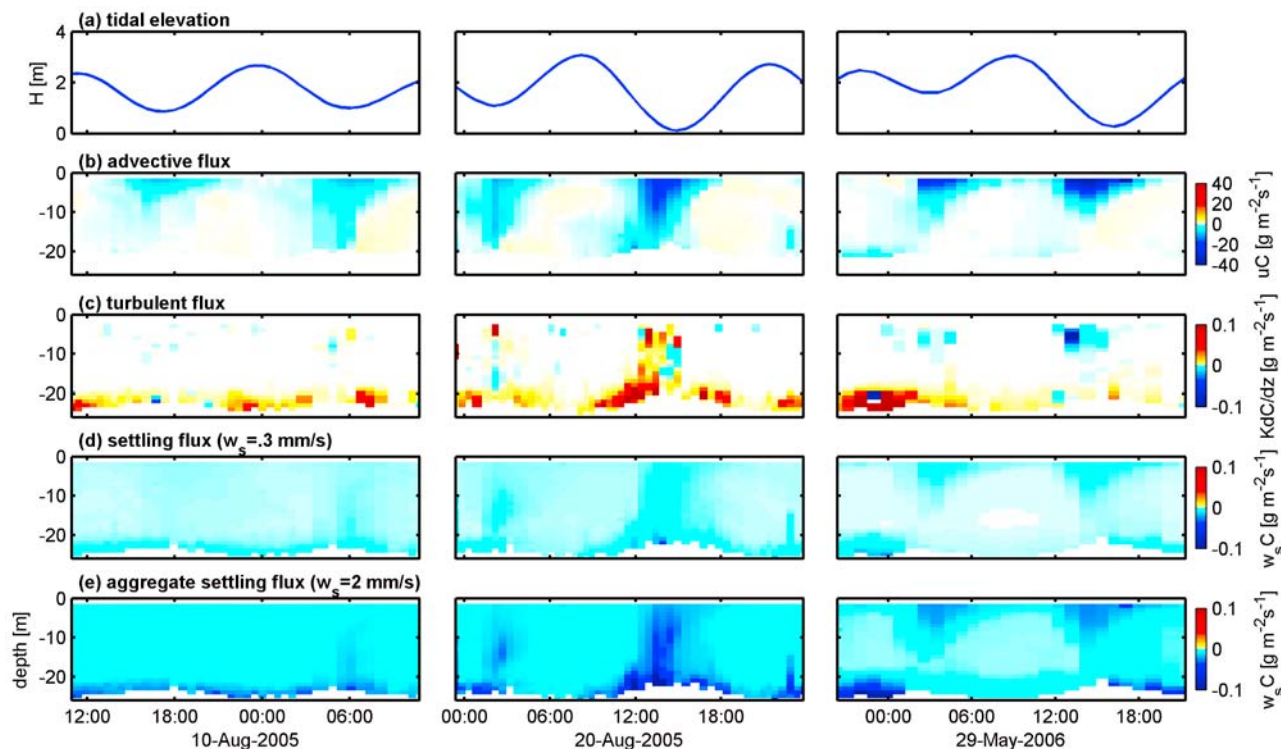 (a) tidal elevation
4
2
0
H [m]
(b) advective flux
0
-10
-20
40
20
0
-20
-40
uC [g m⁻²s⁻¹]
(c) turbulent flux
0
-10
-20
0.1
0
-0.1
KdC/dz [g m⁻²s⁻¹]
(d) settling flux (w_s=.3 mm/s)
0
-10
-20
0.1
0
-0.1
w_s C [g m⁻²s⁻¹]
(e) aggregate settling flux (w_s=2 mm/s)
0
-10
-20
depth [m]
0.1
0
-0.1
w_s C [g m⁻²s⁻¹]
12:00 18:00 00:00 06:00 00:00 06:00 12:00 18:00 00:00 06:00 12:00 18:00
10-Aug-2005 20-Aug-2005 29-May-2006